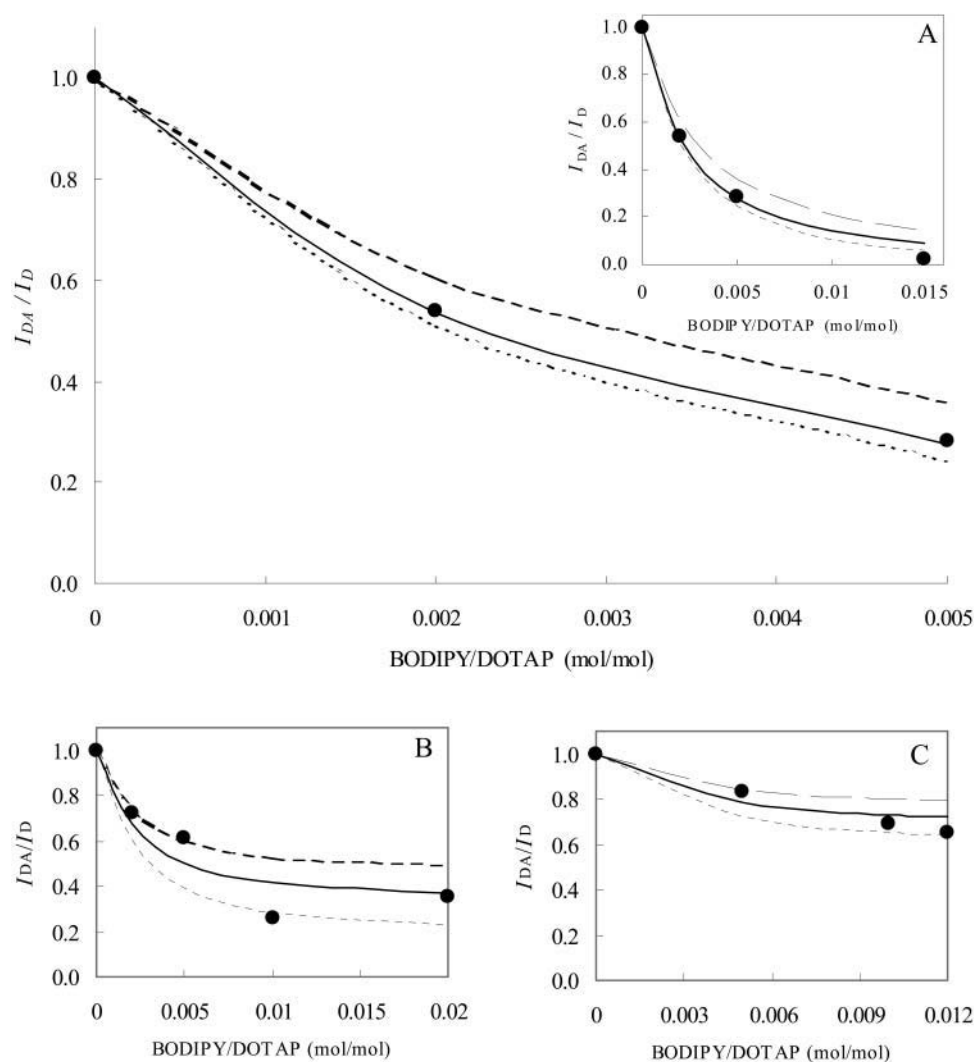 1.0
0.8
0.6
0.4
0.2
0.0
I_DA / I_D
0 0.001 0.002 0.003 0.004 0.005
BODIPY/DOTAP (mol/mol)
A
1.0
0.8
0.6
0.4
0.2
0.0
I_DA / I_D
0 0.005 0.01 0.015
BODIPY/DOTAP (mol/mol)
B
1.0
0.8
0.6
0.4
0.2
0.0
I_DA/I_D
0 0.005 0.01 0.015 0.02
BODIPY/DOTAP (mol/mol)
C
1.0
0.8
0.6
0.4
0.2
0.0
I_DA/I_D
0 0.003 0.006 0.009 0.012
BODIPY/DOTAP (mol/mol)